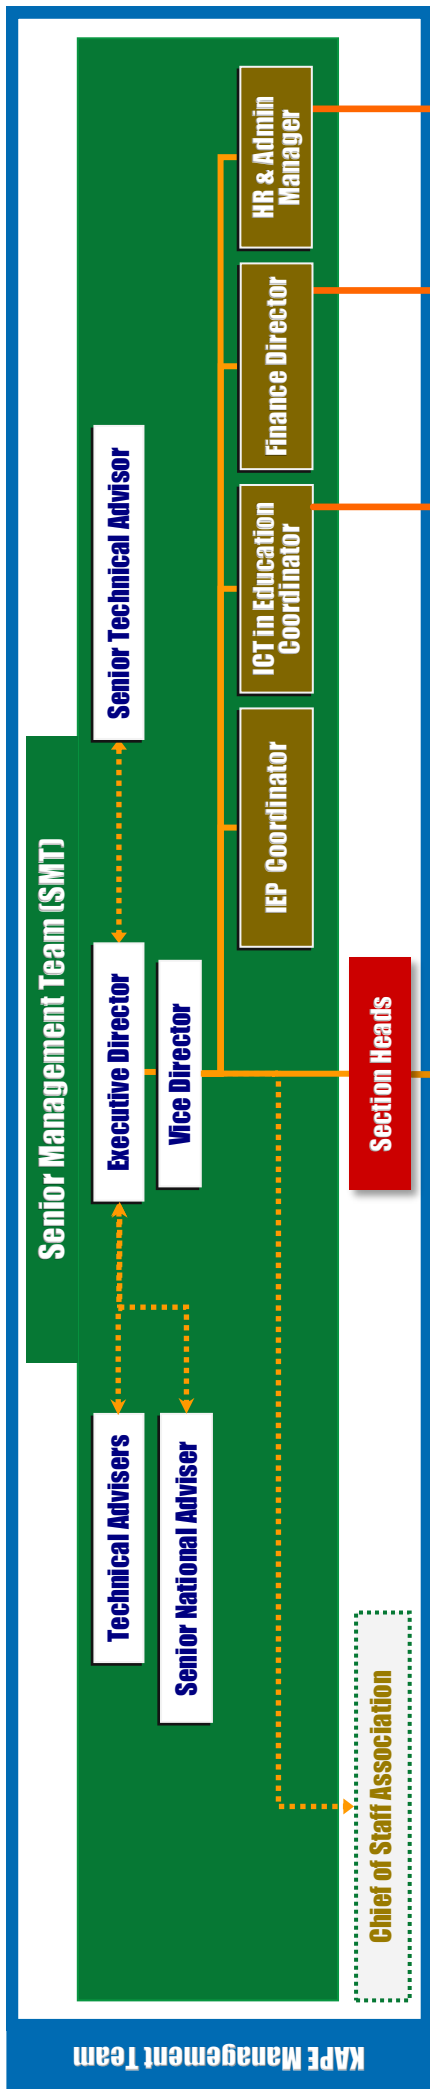 KAPE Management Team
Senior Management Team (SMT)
Technical Advisers
Executive Director
Senior Technical Advisor
Senior National Adviser
Vice Director
IEP Coordinator
ICT in Education
Coordinator
Finance Director
HR & Admin
Manager
Chief of Staff Association
Section Heads